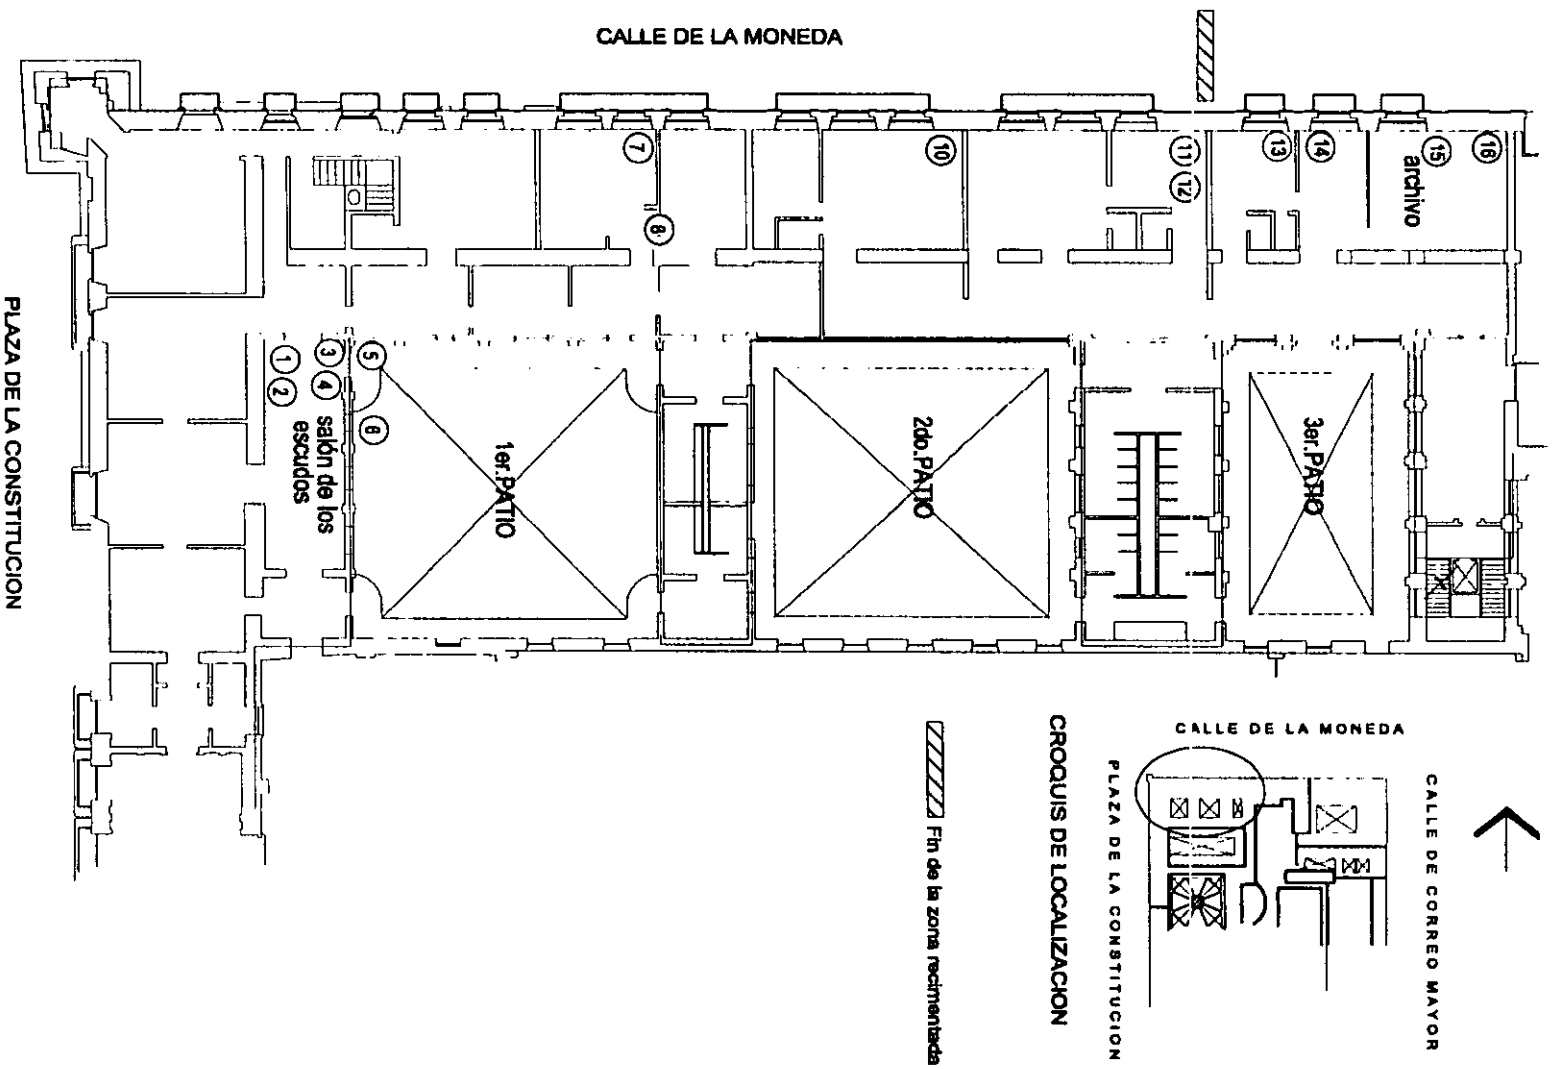 CALLE DE LA MONEDA
7
8
10
11
12
13
14
15
16
archivo
1
2
3
4
5
6
salón de los
escudos
1er.PATIO
2do.PATIO
3er.PATIO
PLAZA DE LA CONSTITUCION
Fin de la zona recimentada
CROQUIS DE LOCALIZACION
CALLE DE LA MONEDA
PLAZA DE LA CONSTITUCION
CALLE DE CORREO MAYOR